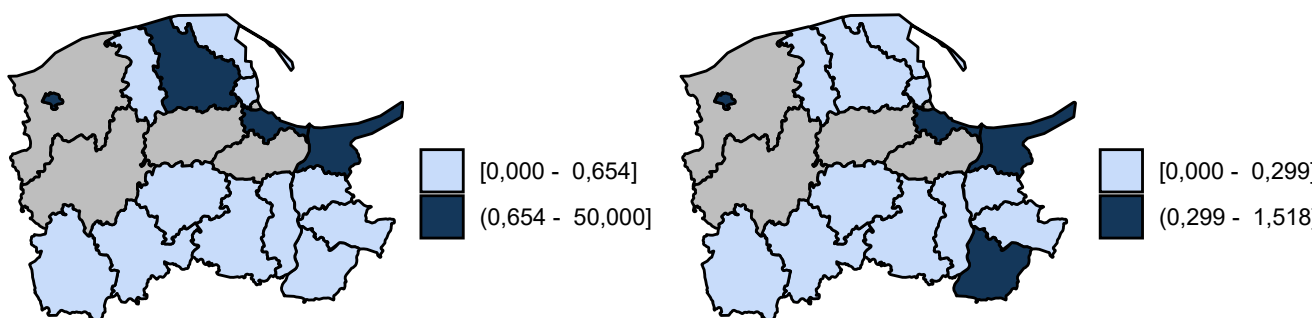 [0,000 - 0,654]
(0,654 - 50,000]
[0,000 - 0,299]
(0,299 - 1,518]